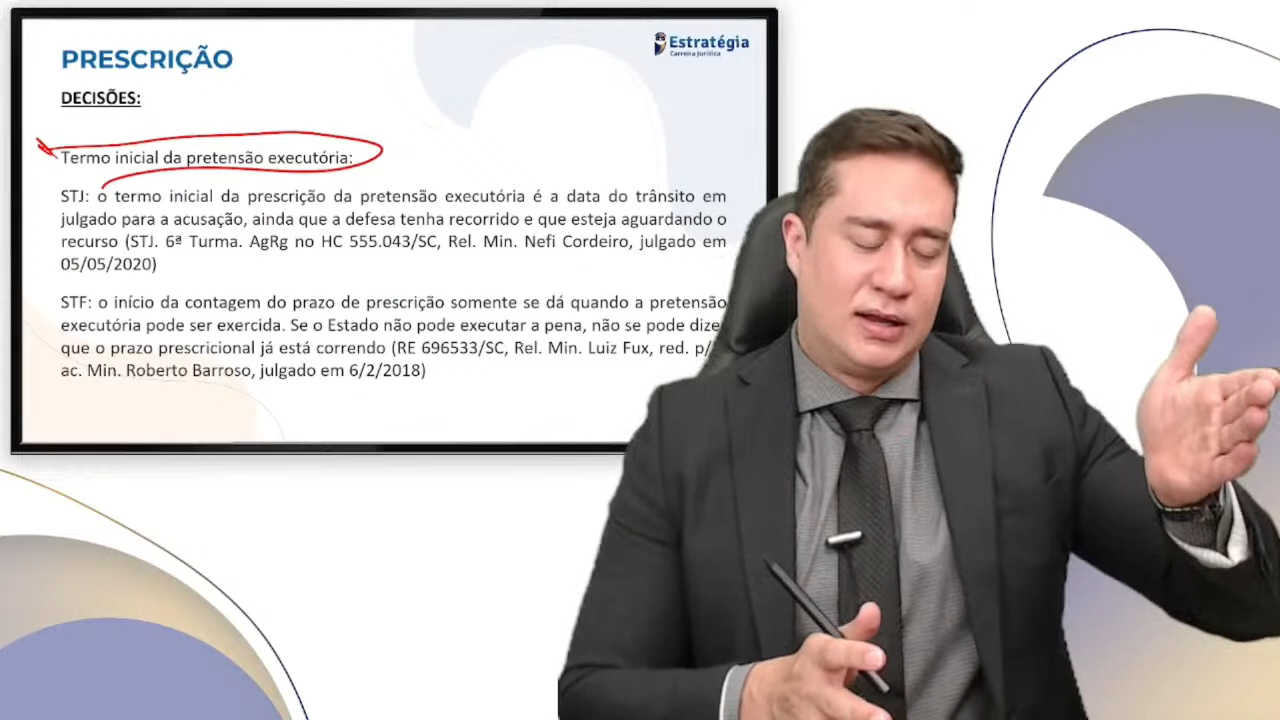 Estratégia
Carreira Jurídica
PRESCRIÇÃO
DECISÕES:
Termo inicial da pretensão executória:
STJ: o termo inicial da prescrição da pretensão executória é a data do trânsito em
julgado para a acusação, ainda que a defesa tenha recorrido e que esteja aguardando o
recurso (STJ. 6ª Turma. AgRg no HC 555.043/SC, Rel. Min. Nefi Cordeiro, julgado em
05/05/2020)
STF: o início da contagem do prazo de prescrição somente se dá quando a pretensão
executória pode ser exercida. Se o Estado não pode executar a pena, não se pode dize
que o prazo prescricional já está correndo (RE 696533/SC, Rel. Min. Luiz Fux, red. p/
ac. Min. Roberto Barroso, julgado em 6/2/2018)